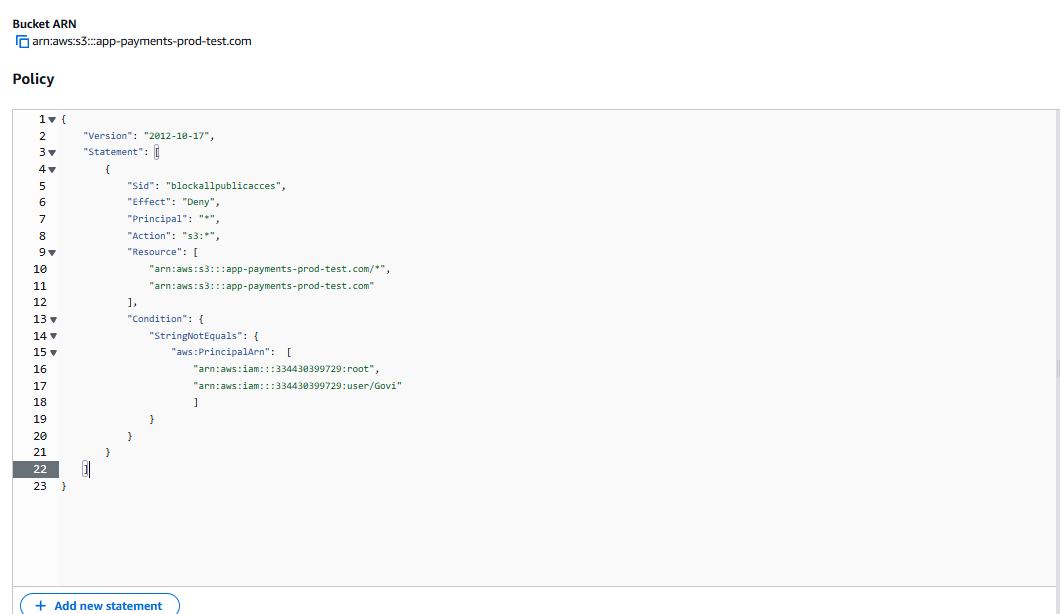 Bucket ARN
arn:aws:s3:::app-payments-prod-test.com
Policy
1 {
2 "Version": "2012-10-17",
3 "Statement": [
4 {
5 "Sid": "blockallpublicacces",
6 "Effect": "Deny",
7 "Principal": "*",
8 "Action": "s3:*",
9 "Resource": [
10 "arn:aws:s3:::app-payments-prod-test.com/*",
11 "arn:aws:s3:::app-payments-prod-test.com"
12 ],
13 "Condition": {
14 "StringNotEquals": {
15 "aws:PrincipalArn": [
16 "arn:aws:iam:::334430399729:root",
17 "arn:aws:iam:::334430399729:user/Govi"
18 ]
19 }
20 }
21 }
22 ]
23 }
+ Add new statement